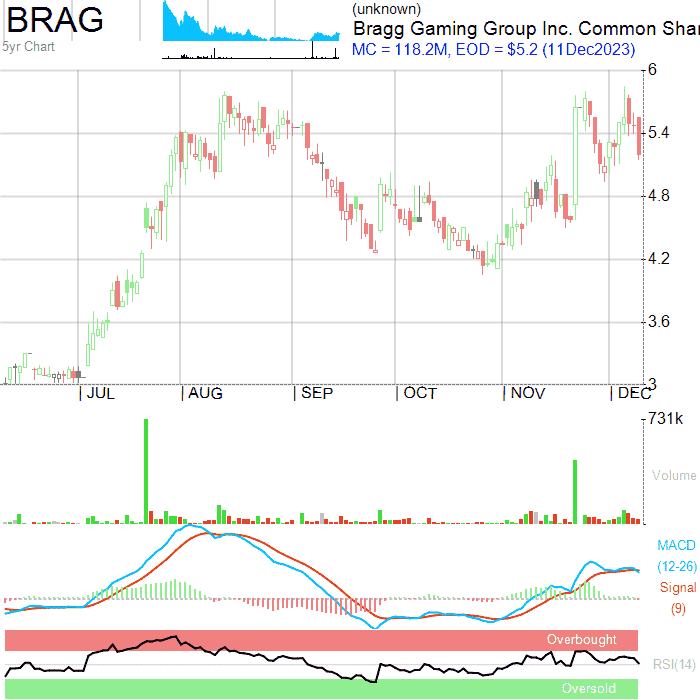 BRAG
5yr Chart
(unknown)
Bragg Gaming Group Inc. Common Shar
MC = 118.2M, EOD = $5.2 (11Dec2023)
6
5.4
4.8
4.2
3.6
3
| JUL | AUG | SEP | OCT | NOV | DEC
731k
Volume
MACD
(12-26)
Signal
(9)
Overbought
RSI(14)
Oversold